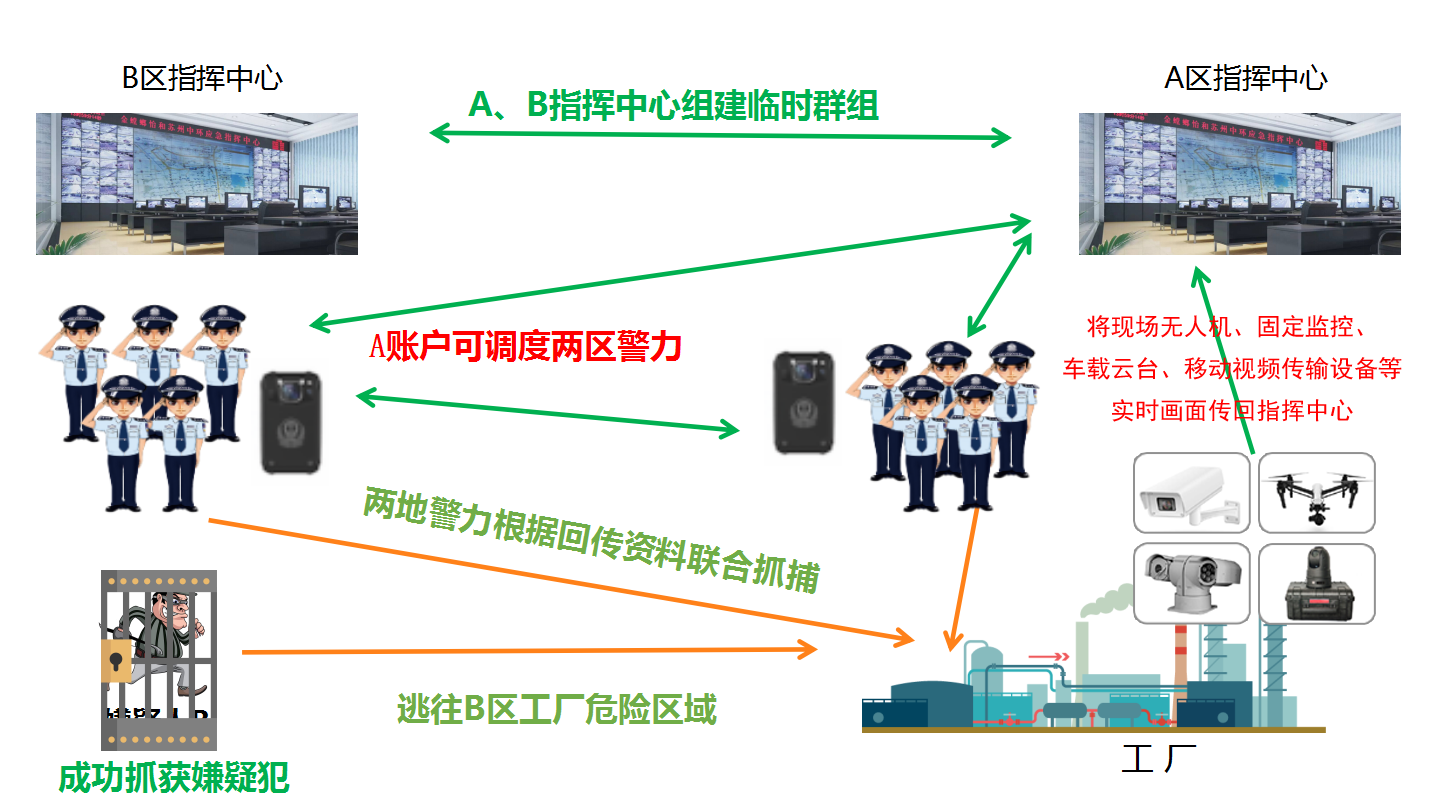 B区指挥中心
A区指挥中心
A、B指挥中心组建临时群组
A账户可调度两区警力
将现场无人机、固定监控、
车载云台、移动视频传输设备等
实时画面传回指挥中心
两地警力根据回传资料联合抓捕
逃往B区工厂危险区域
工 厂
成功抓获嫌疑犯